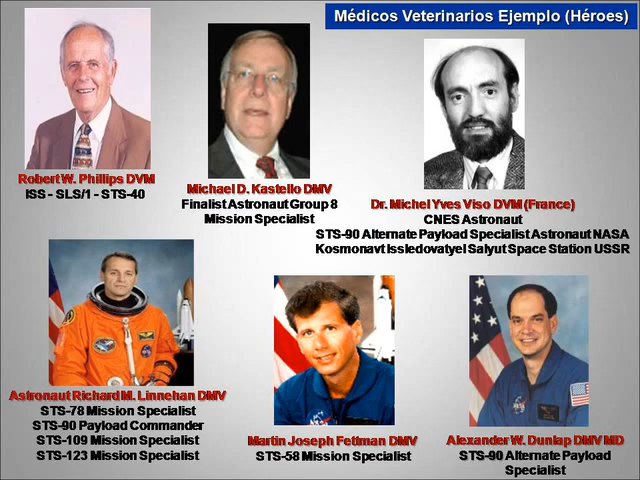 Médicos Veterinarios Ejemplo (Héroes)
Robert W. Phillips DVM
ISS - SLS/1 - STS-40
Michael D. Kastello DMV
Finalist Astronaut Group 8
Mission Specialist
Dr. Michel Yves Viso DVM (France)
CNES Astronaut
STS-90 Alternate Payload Specialist Astronaut NASA
Kosmonavt Issledovatyel Salyut Space Station USSR
Astronaut Richard M. Linnehan DMV
STS-78 Mission Specialist
STS-90 Payload Commander
STS-109 Mission Specialist
STS-123 Mission Specialist
Martin Joseph Fettman DMV
STS-58 Mission Specialist
Alexander W. Dunlap DMV MD
STS-90 Alternate Payload
Specialist